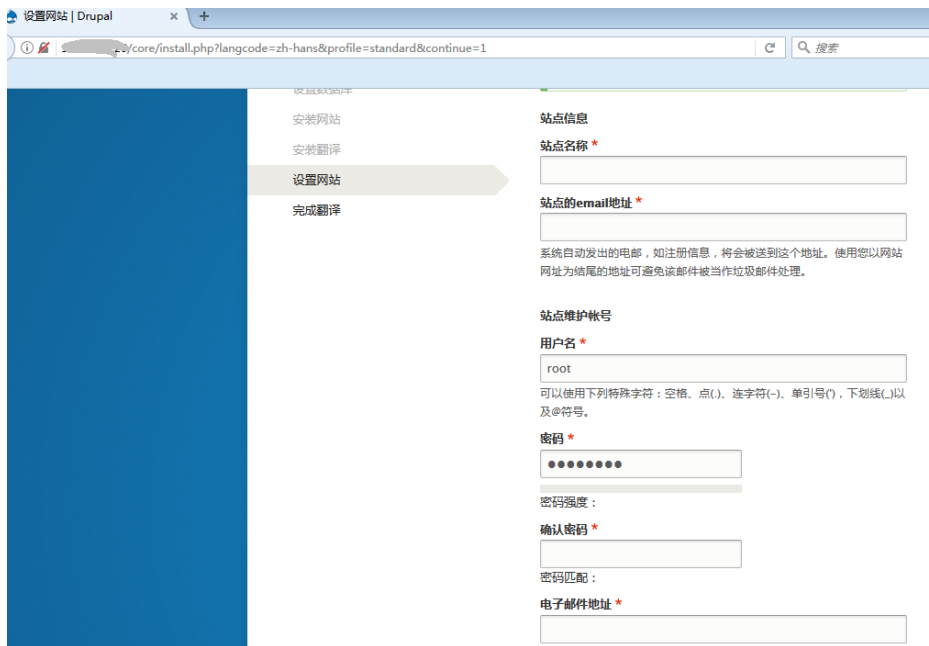 设置网站 | Drupal
/core/install.php?langcode=zh-hans&profile=standard&continue=1
搜索
设置数据库
安装网站
安装翻译
设置网站
完成翻译
站点信息
站点名称 *
站点的email地址 *
系统自动发出的电邮，如注册信息，将会被送到这个地址。使用您以网站
网址为结尾的地址可避免该邮件被当作垃圾邮件处理。
站点维护帐号
用户名 *
root
可以使用下列特殊字符：空格、点(.)、连字符(-)、单引号(')，下划线(_)以
及@符号。
密码 *
密码强度：
确认密码 *
密码匹配：
电子邮件地址 *